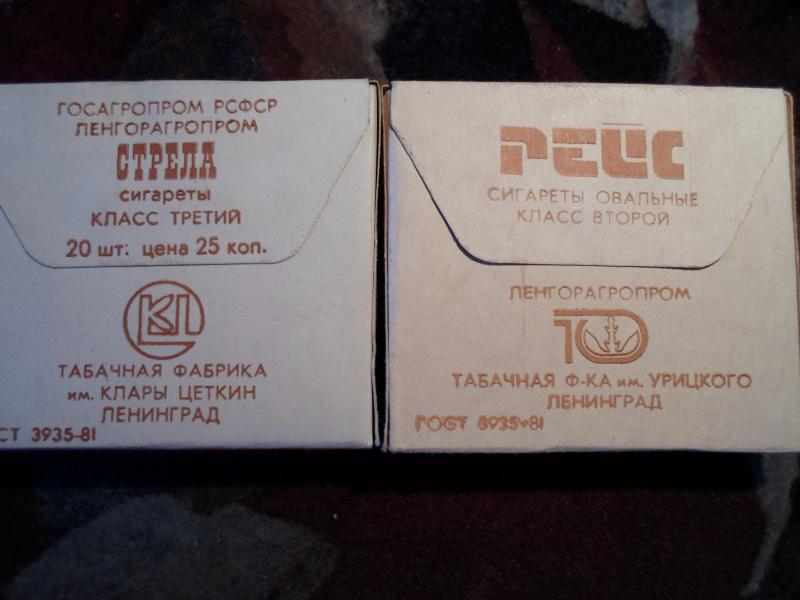 ГОСАГРОПРОМ РСФСР
ЛЕНГОРАГРОПРОМ
СТРЕЛА
сигареты
КЛАСС ТРЕТИЙ
20 шт. цена 25 коп.
ТАБАЧНАЯ ФАБРИКА
им. КЛАРЫ ЦЕТКИН
ЛЕНИНГРАД
СТ 3935-81
РЕЙС
СИГАРЕТЫ ОВАЛЬНЫЕ
КЛАСС ВТОРОЙ
ЛЕНГОРАГРОПРОМ
ТАБАЧНАЯ Ф-КА им. УРИЦКОГО
ЛЕНИНГРАД
ГОСТ 3935-81